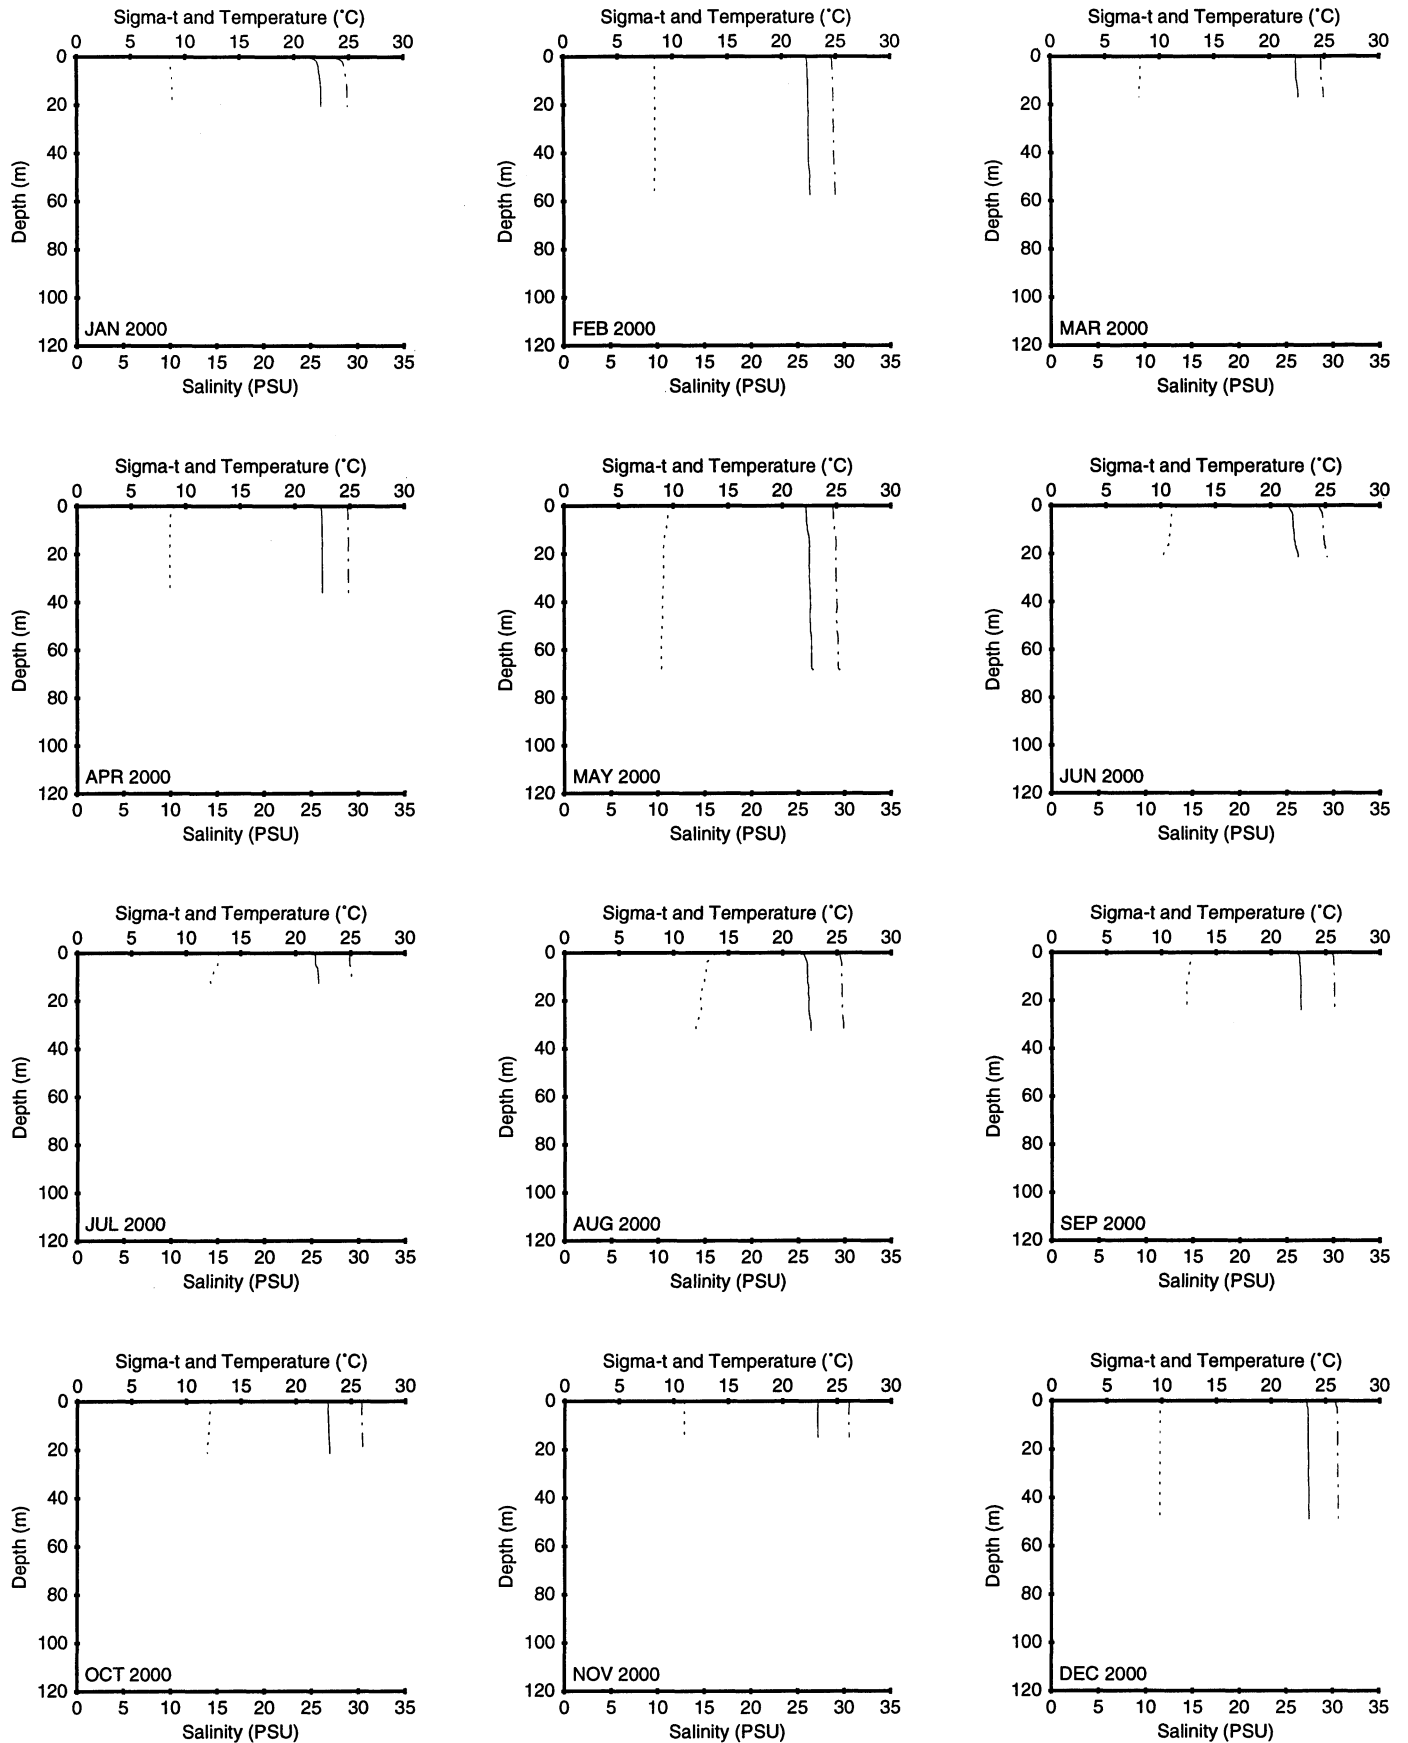 Sigma-t and Temperature (°C)
0 5 10 15 20 25 30
0
20
40
60
80
100
120
Depth (m)
JAN 2000
0 5 10 15 20 25 30 35
Salinity (PSU)
Sigma-t and Temperature (°C)
0 5 10 15 20 25 30
0
20
40
60
80
100
120
Depth (m)
FEB 2000
0 5 10 15 20 25 30 35
Salinity (PSU)
Sigma-t and Temperature (°C)
0 5 10 15 20 25 30
0
20
40
60
80
100
120
Depth (m)
MAR 2000
0 5 10 15 20 25 30 35
Salinity (PSU)
Sigma-t and Temperature (°C)
0 5 10 15 20 25 30
0
20
40
60
80
100
120
Depth (m)
APR 2000
0 5 10 15 20 25 30 35
Salinity (PSU)
Sigma-t and Temperature (°C)
0 5 10 15 20 25 30
0
20
40
60
80
100
120
Depth (m)
MAY 2000
0 5 10 15 20 25 30 35
Salinity (PSU)
Sigma-t and Temperature (°C)
0 5 10 15 20 25 30
0
20
40
60
80
100
120
Depth (m)
JUN 2000
0 5 10 15 20 25 30 35
Salinity (PSU)
Sigma-t and Temperature (°C)
0 5 10 15 20 25 30
0
20
40
60
80
100
120
Depth (m)
JUL 2000
0 5 10 15 20 25 30 35
Salinity (PSU)
Sigma-t and Temperature (°C)
0 5 10 15 20 25 30
0
20
40
60
80
100
120
Depth (m)
AUG 2000
0 5 10 15 20 25 30 35
Salinity (PSU)
Sigma-t and Temperature (°C)
0 5 10 15 20 25 30
0
20
40
60
80
100
120
Depth (m)
SEP 2000
0 5 10 15 20 25 30 35
Salinity (PSU)
Sigma-t and Temperature (°C)
0 5 10 15 20 25 30
0
20
40
60
80
100
120
Depth (m)
OCT 2000
0 5 10 15 20 25 30 35
Salinity (PSU)
Sigma-t and Temperature (°C)
0 5 10 15 20 25 30
0
20
40
60
80
100
120
Depth (m)
NOV 2000
0 5 10 15 20 25 30 35
Salinity (PSU)
Sigma-t and Temperature (°C)
0 5 10 15 20 25 30
0
20
40
60
80
100
120
Depth (m)
DEC 2000
0 5 10 15 20 25 30 35
Salinity (PSU)